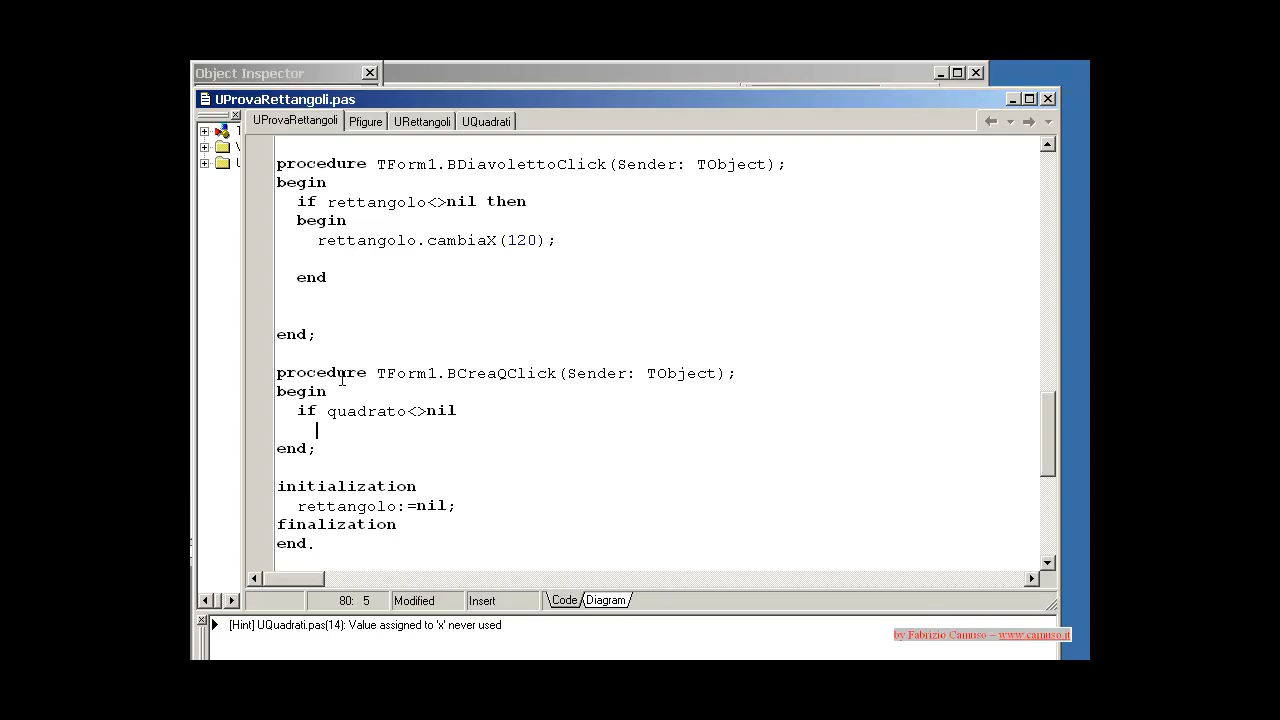 Object Inspector
UProvaRettangoli.pas
UProvaRettangoli Pfigure URettangoli UQuadrati
procedure TForm1.BDiavolettoClick(Sender: TObject);
begin
if rettangolo<>nil then
begin
rettangolo.cambiaX(120);
end
end;
procedure TForm1.BCreaQClick(Sender: TObject);
begin
if quadrato<>nil
end;
initialization
rettangolo:=nil;
finalization
end.
80: 5 Modified Insert Code Diagram
[Hint] UQuadrati.pas(14): Value assigned to 'x' never used
by Fabrizio Camuso – www.camuso.it